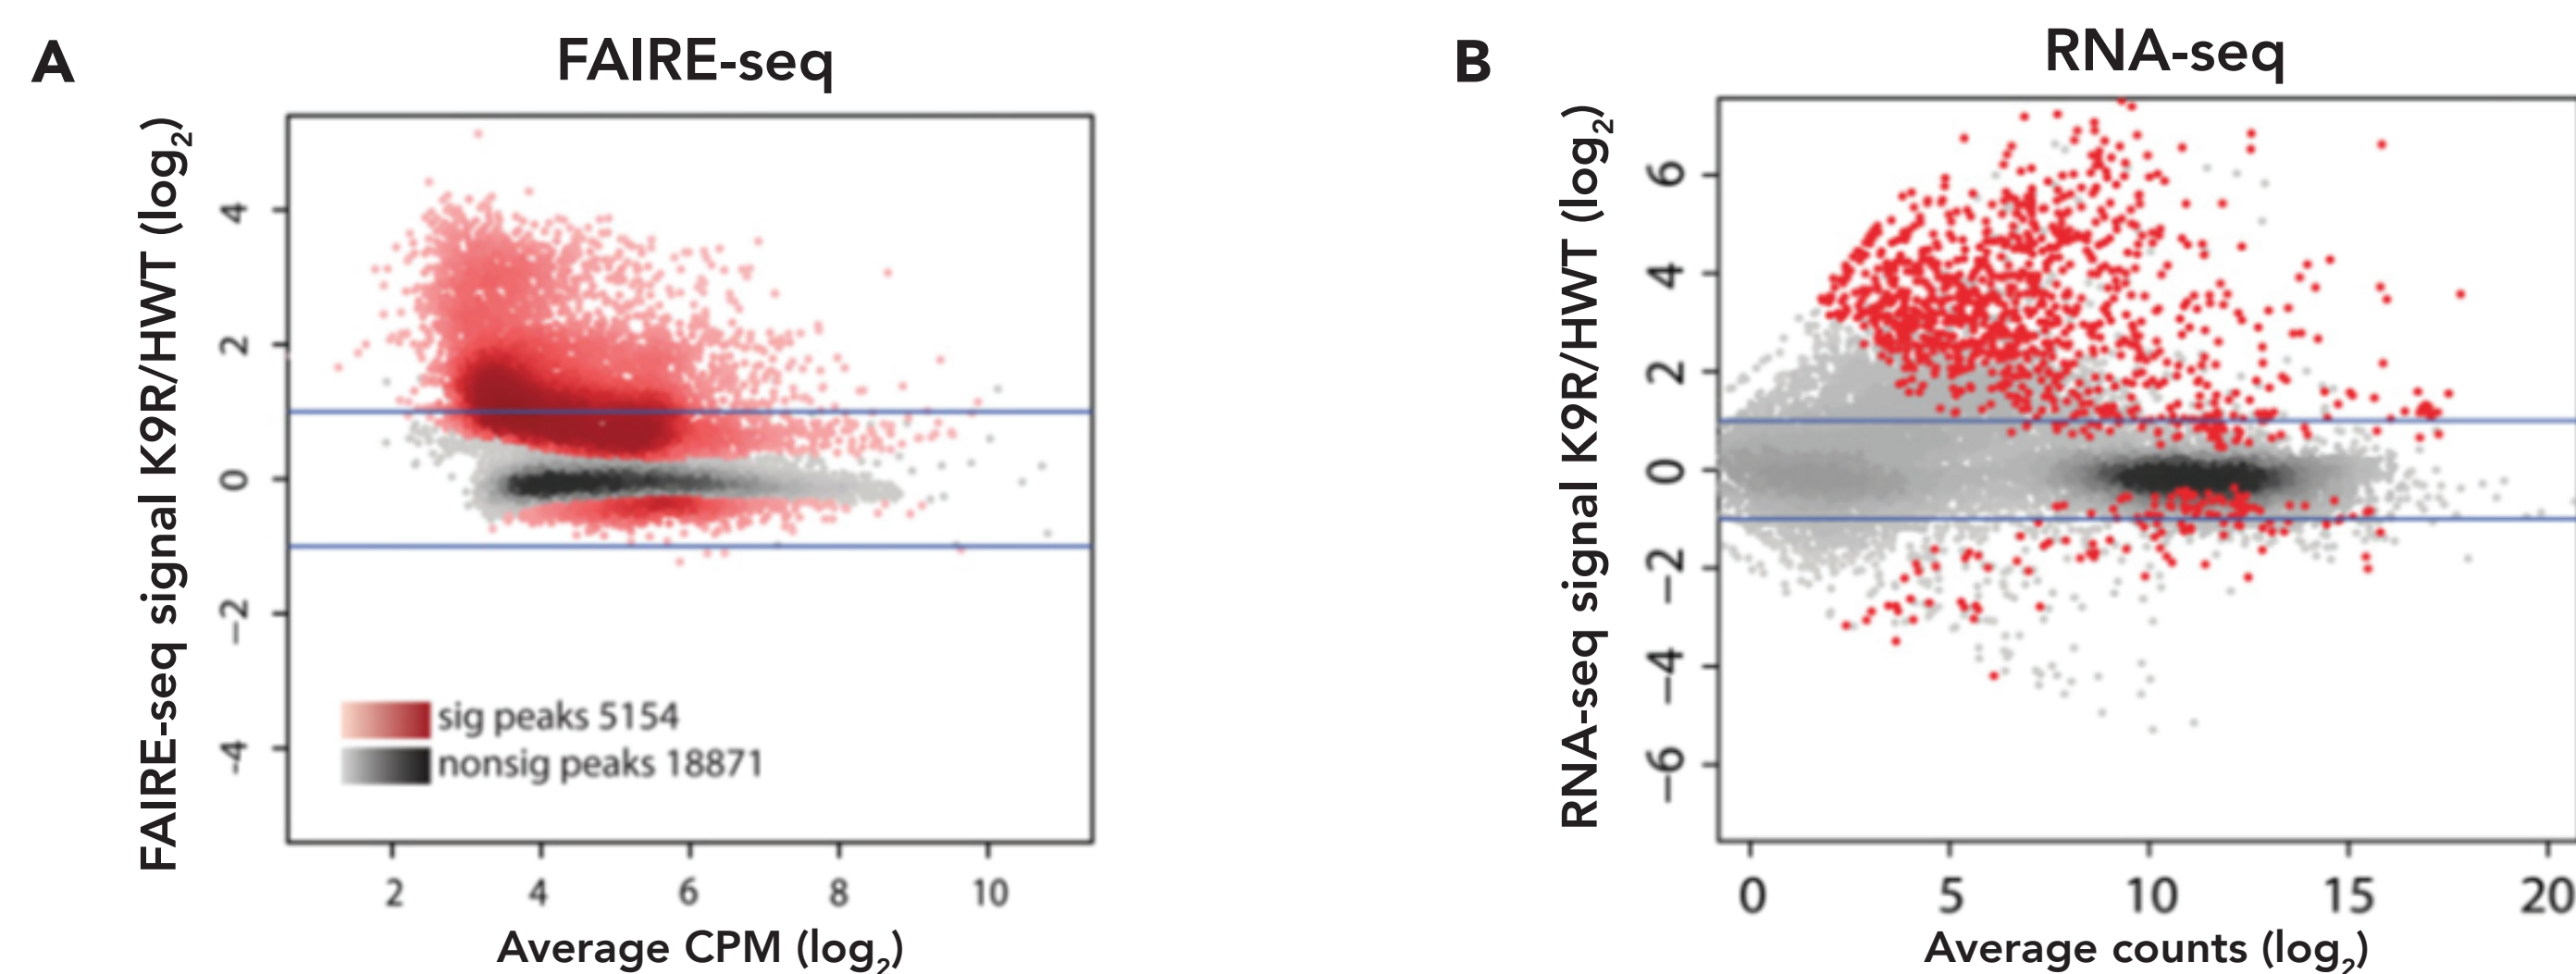 A
FAIRE-seq
FAIRE-seq signal K9R/HWT (log2)
4
2
0
−2
-4
sig peaks 5154
nonsig peaks 18871
2 4 6 8 10
Average CPM (log2)
B
RNA-seq
RNA-seq signal K9R/HWT (log2)
6
4
2
0
−2
−4
−6
0 5 10 15 20
Average counts (log2)